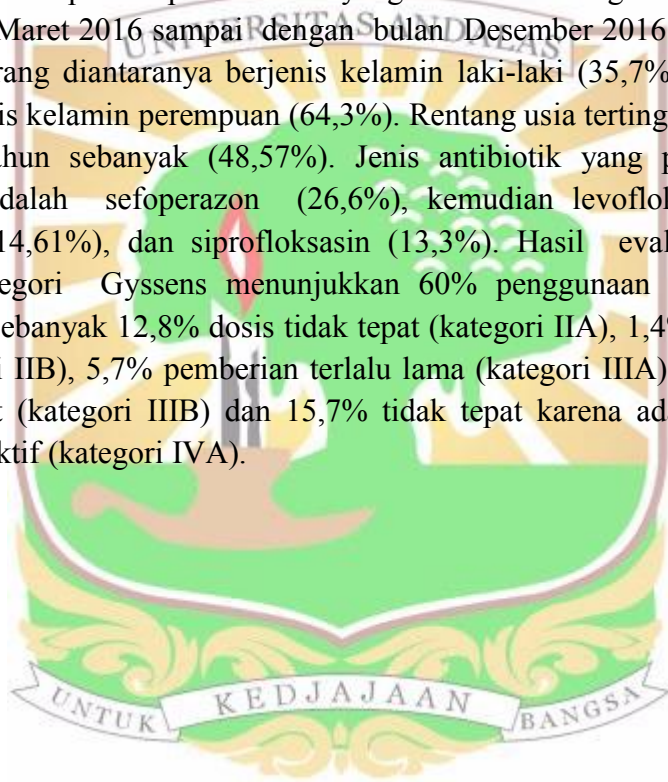 Maret 2016 sampai dengan bulan Desember 2016
UNIVERSITAS ANDALAS
rang diantaranya berjenis kelamin laki-laki (35,7%
is kelamin perempuan (64,3%). Rentang usia terting
ahun sebanyak (48,57%). Jenis antibiotik yang p
dalah sefoperazon (26,6%), kemudian levoflok
14,61%), dan siprofloksasin (13,3%). Hasil eval
egori Gyssens menunjukkan 60% penggunaan
sebanyak 12,8% dosis tidak tepat (kategori IIA), 1,4%
i IIB), 5,7% pemberian terlalu lama (kategori IIIA)
t (kategori IIIB) dan 15,7% tidak tepat karena ad
ktif (kategori IVA).
UNTUK KEDJAJAAN BANGSA